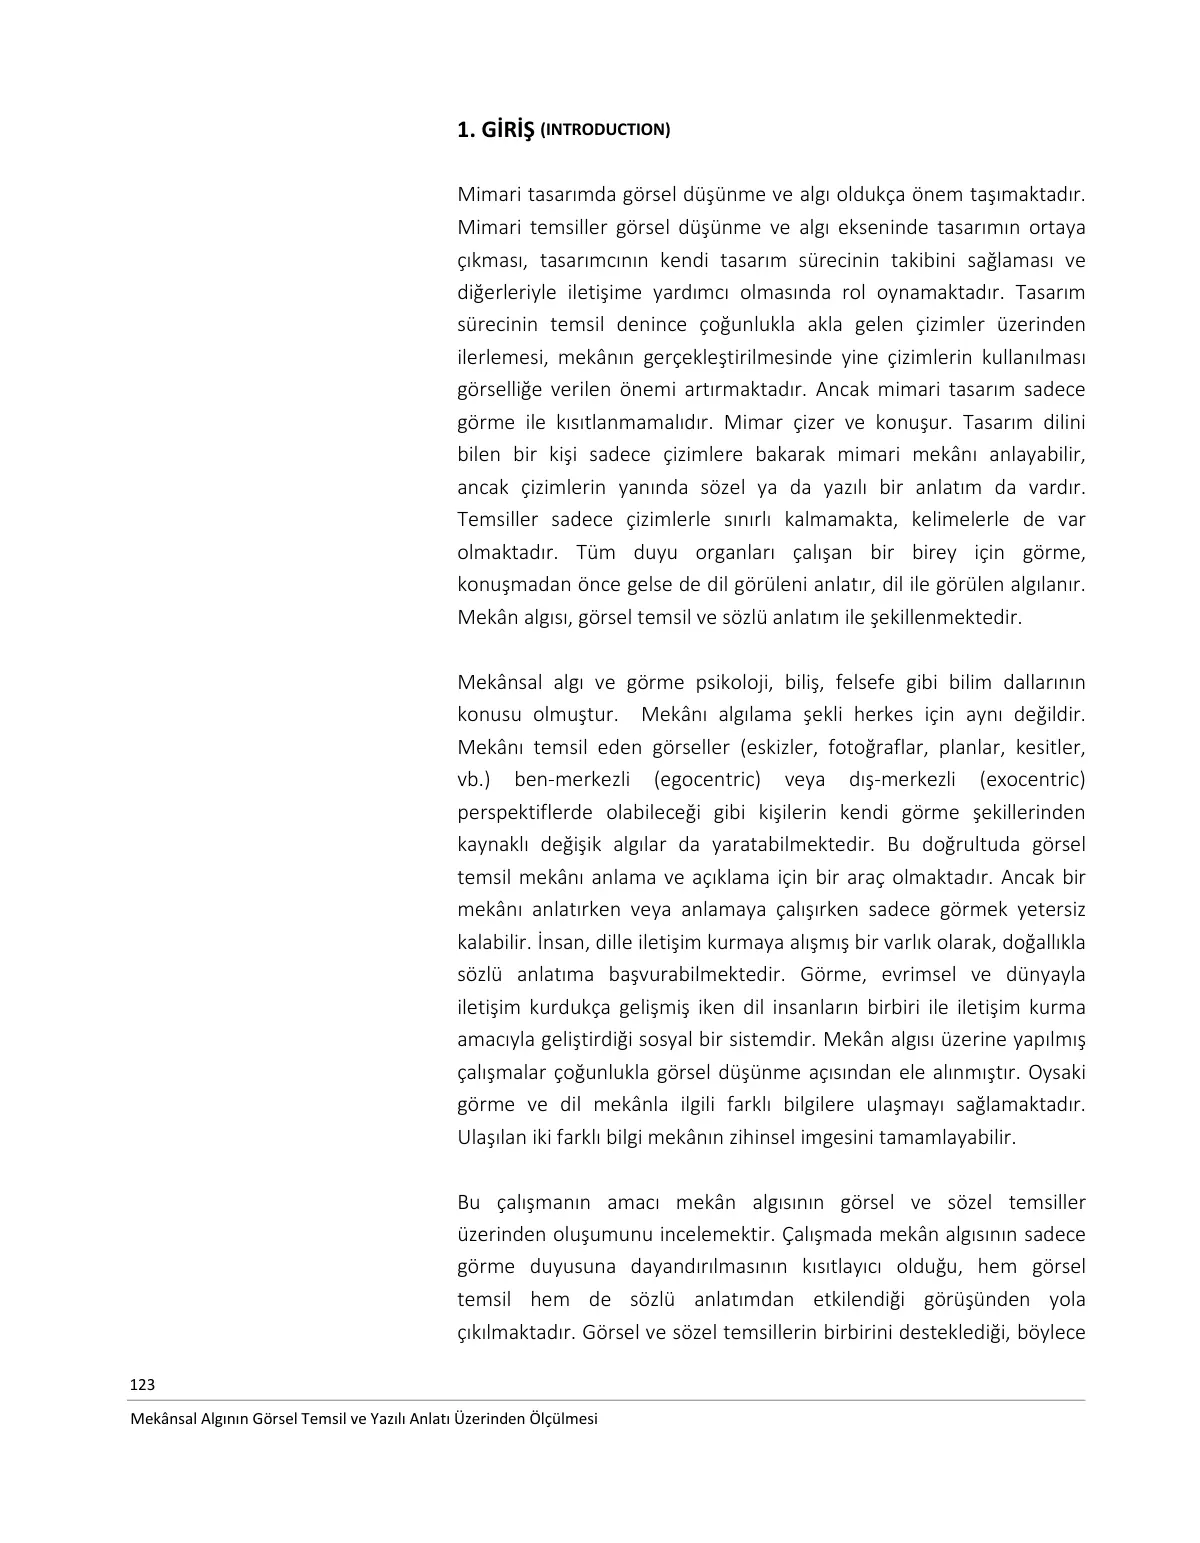 1. GİRİŞ (INTRODUCTION)
Mimari tasarımda görsel düşünme ve algı oldukça önem taşımaktadır.
Mimari temsiller görsel düşünme ve algı ekseninde tasarımın ortaya
çıkması, tasarımcının kendi tasarım sürecinin takibini sağlaması ve
diğerleriyle iletişime yardımcı olmasında rol oynamaktadır. Tasarım
sürecinin temsil denince çoğunlukla akla gelen çizimler üzerinden
ilerlemesi, mekânın gerçekleştirilmesinde yine çizimlerin kullanılması
görselliğe verilen önemi artırmaktadır. Ancak mimari tasarım sadece
görme ile kısıtlanmamalıdır. Mimar çizer ve konuşur. Tasarım dilini
bilen bir kişi sadece çizimlere bakarak mimari mekânı anlayabilir,
ancak çizimlerin yanında sözel ya da yazılı bir anlatım da vardır.
Temsiller sadece çizimlerle sınırlı kalmamakta, kelimelerle de var
olmaktadır. Tüm duyu organları çalışan bir birey için görme,
konuşmadan önce gelse de dil görüleni anlatır, dil ile görülen algılanır.
Mekân algısı, görsel temsil ve sözlü anlatım ile şekillenmektedir.
Mekânsal algı ve görme psikoloji, biliş, felsefe gibi bilim dallarının
konusu olmuştur.  Mekânı algılama şekli herkes için aynı değildir.
Mekânı temsil eden görseller (eskizler, fotoğraflar, planlar, kesitler,
vb.) ben-merkezli (egocentric) veya dış-merkezli (exocentric)
perspektiflerde olabileceği gibi kişilerin kendi görme şekillerinden
kaynaklı değişik algılar da yaratabilmektedir. Bu doğrultuda görsel
temsil mekânı anlama ve açıklama için bir araç olmaktadır. Ancak bir
mekânı anlatırken veya anlamaya çalışırken sadece görmek yetersiz
kalabilir. İnsan, dille iletişim kurmaya alışmış bir varlık olarak, doğallıkla
sözlü anlatıma başvurabilmektedir. Görme, evrimsel ve dünyayla
iletişim kurdukça gelişmiş iken dil insanların birbiri ile iletişim kurma
amacıyla geliştirdiği sosyal bir sistemdir. Mekân algısı üzerine yapılmış
çalışmalar çoğunlukla görsel düşünme açısından ele alınmıştır. Oysaki
görme ve dil mekânla ilgili farklı bilgilere ulaşmayı sağlamaktadır.
Ulaşılan iki farklı bilgi mekânın zihinsel imgesini tamamlayabilir.
Bu çalışmanın amacı mekân algısının görsel ve sözel temsiller
üzerinden oluşumunu incelemektir. Çalışmada mekân algısının sadece
görme duyusuna dayandırılmasının kısıtlayıcı olduğu, hem görsel
temsil hem de sözlü anlatımdan etkilendiği görüşünden yola
çıkılmaktadır. Görsel ve sözel temsillerin birbirini desteklediği, böylece
123
Mekânsal Algının Görsel Temsil ve Yazılı Anlatı Üzerinden Ölçülmesi